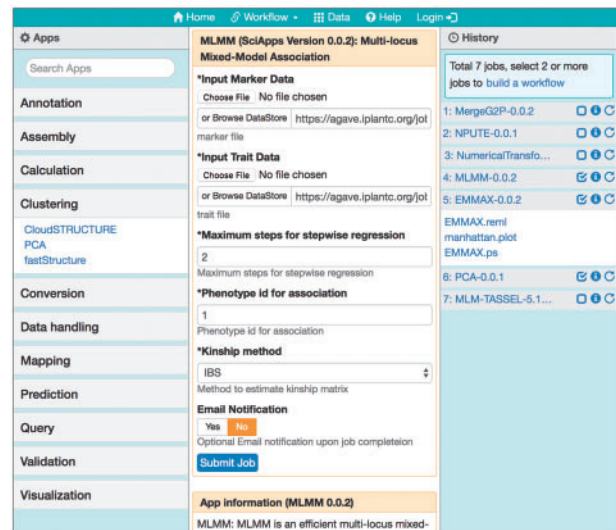 Home Workflow Data Help Login
Apps
Search Apps
Annotation
Assembly
Calculation
Clustering
CloudSTRUCTURE
PCA
fastStructure
Conversion
Data handling
Mapping
Prediction
Query
Validation
Visualization
MLMM (SciApps Version 0.0.2): Multi-locus
Mixed-Model Association
*Input Marker Data
Choose File No file chosen
or Browse DataStore https://agave.iplantc.org/jol
marker file
*Input Trait Data
Choose File No file chosen
or Browse DataStore https://agave.iplantc.org/jol
trait file
*Maximum steps for stepwise regression
2
Maximum steps for stepwise regression
*Phenotype id for association
1
Phenotype id for association
*Kinship method
IBS
Method to estimate kinship matrix
Email Notification
Yes No
Optional Email notification upon job completeion
Submit Job
App information (MLMM 0.0.2)
MLMM: MLMM is an efficient multi-locus mixed-
History
Total 7 jobs, select 2 or more
jobs to build a workflow
1: MergeG2P-0.0.2
2: NPUTE-0.0.1
3: NumericalTransfo...
4: MLMM-0.0.2
5: EMMAX-0.0.2
EMMAX.reml
manhattan.plot
EMMAX.ps
6: PCA-0.0.1
7: MLM-TASSEL-5.1...